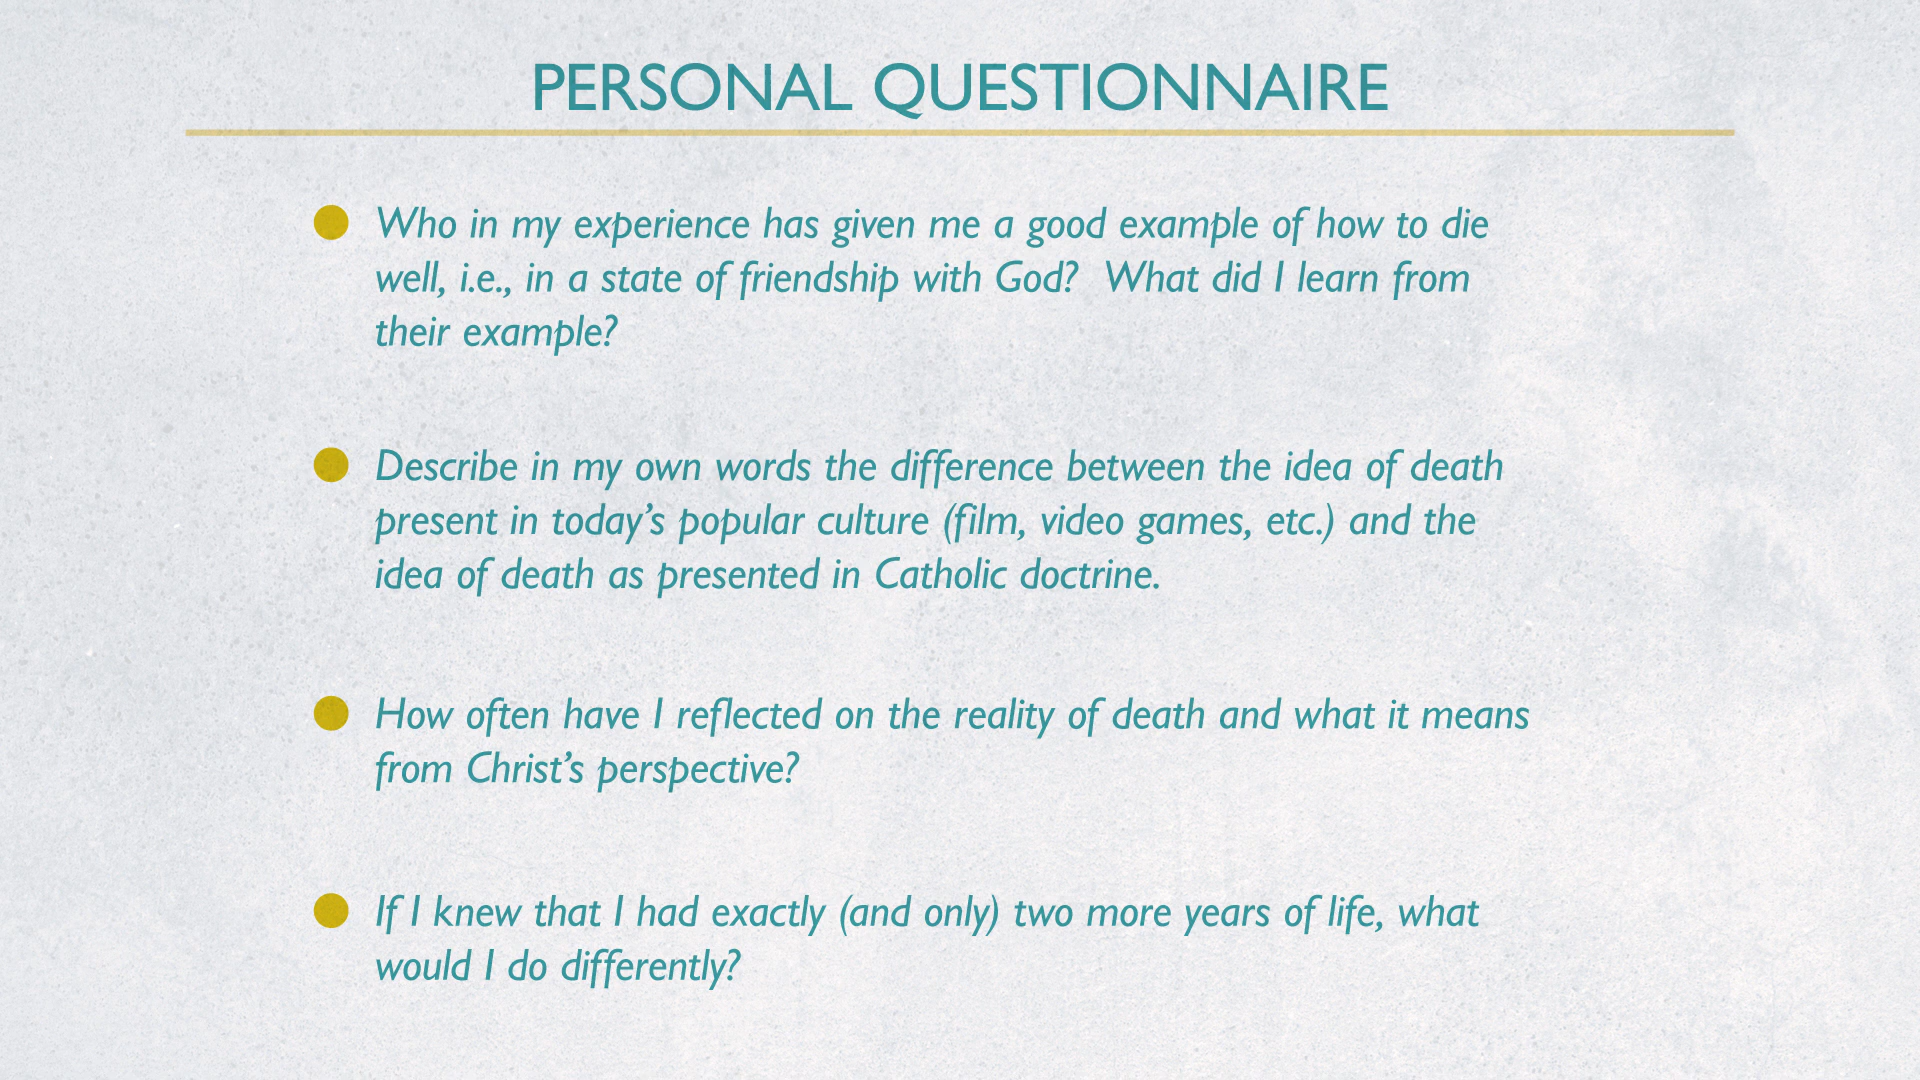 PERSONAL QUESTIONNAIRE
Who in my experience has given me a good example of how to die
well, i.e., in a state of friendship with God?  What did I learn from
their example?
Describe in my own words the difference between the idea of death
present in today’s popular culture (film, video games, etc.) and the
idea of death as presented in Catholic doctrine.
How often have I reflected on the reality of death and what it means
from Christ’s perspective?
If I knew that I had exactly (and only) two more years of life, what
would I do differently?